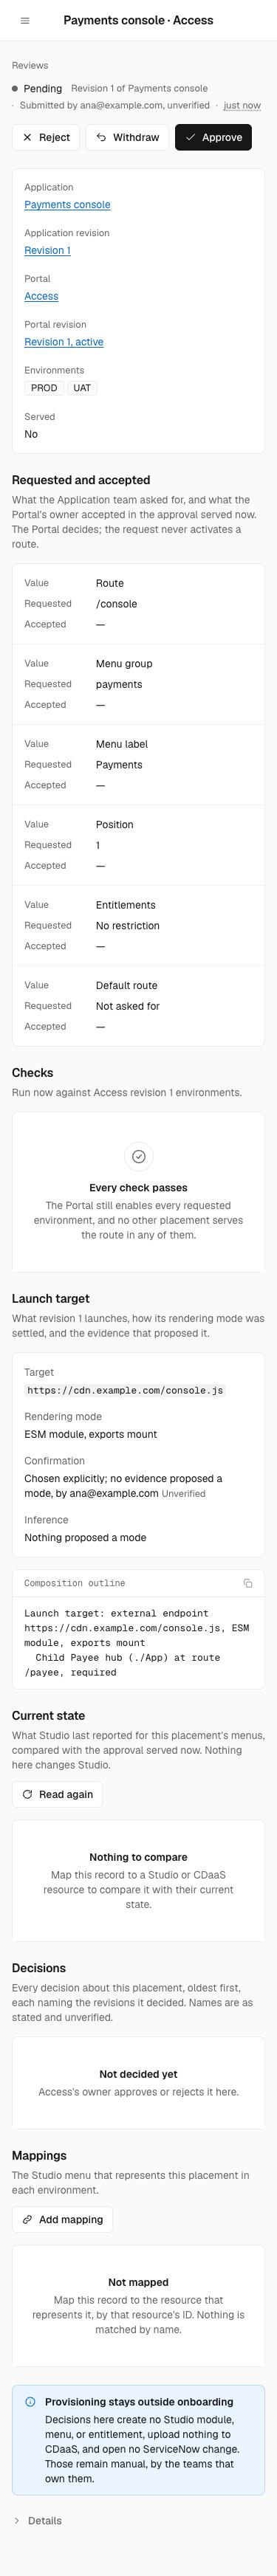 Payments console · Access
Reviews
Pending Revision 1 of Payments console
· Submitted by ana@example.com, unverified · just now
Reject Withdraw Approve
Application
Payments console
Application revision
Revision 1
Portal
Access
Portal revision
Revision 1, active
Environments
PROD UAT
Served
No
Requested and accepted
What the Application team asked for, and what the
Portal's owner accepted in the approval served now.
The Portal decides; the request never activates a
route.
Value Route
Requested /console
Accepted —
Value Menu group
Requested payments
Accepted —
Value Menu label
Requested Payments
Accepted —
Value Position
Requested 1
Accepted —
Value Entitlements
Requested No restriction
Accepted —
Value Default route
Requested Not asked for
Accepted —
Checks
Run now against Access revision 1 environments.
Every check passes
The Portal still enables every requested
environment, and no other placement serves
the route in any of them.
Launch target
What revision 1 launches, how its rendering mode was
settled, and the evidence that proposed it.
Target
https://cdn.example.com/console.js
Rendering mode
ESM module, exports mount
Confirmation
Chosen explicitly; no evidence proposed a
mode, by ana@example.com Unverified
Inference
Nothing proposed a mode
Composition outline
Launch target: external endpoint
https://cdn.example.com/console.js, ESM
module, exports mount
Child Payee hub (./App) at route
/payee, required
Current state
What Studio last reported for this placement's menus,
compared with the approval served now. Nothing
here changes Studio.
Read again
Nothing to compare
Map this record to a Studio or CDaaS
resource to compare it with their current
state.
Decisions
Every decision about this placement, oldest first,
each naming the revisions it decided. Names are as
stated and unverified.
Not decided yet
Access's owner approves or rejects it here.
Mappings
The Studio menu that represents this placement in
each environment.
Add mapping
Not mapped
Map this record to the resource that
represents it, by that resource's ID. Nothing is
matched by name.
Provisioning stays outside onboarding
Decisions here create no Studio module,
menu, or entitlement, upload nothing to
CDaaS, and open no ServiceNow change.
Those remain manual, by the teams that
own them.
Details